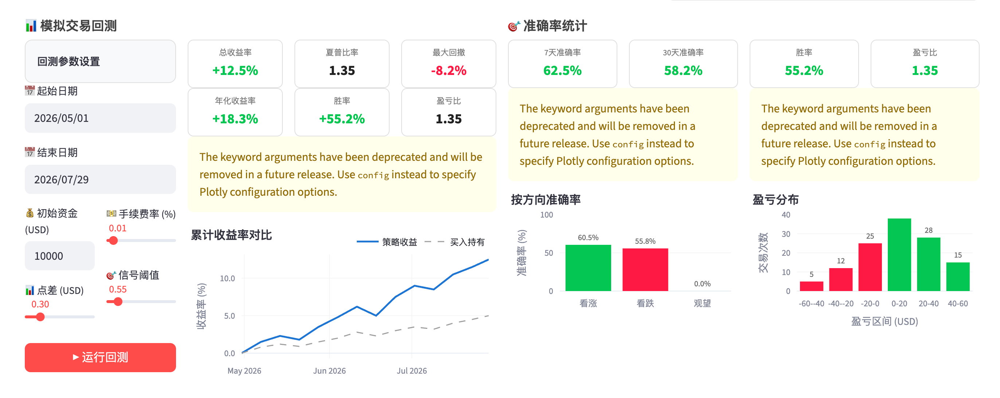 模拟交易回测
回测参数设置
起始日期
2026/05/01
结束日期
2026/07/29
初始资金
(USD)
10000
手续费率 (%)
0.01
信号阈值
0.55
点差 (USD)
0.30
▶ 运行回测
总收益率
+12.5%
夏普比率
1.35
最大回撤
-8.2%
年化收益率
+18.3%
胜率
+55.2%
盈亏比
1.35
The keyword arguments have been deprecated and will be
removed in a future release. Use config instead to specify
Plotly configuration options.
累计收益率对比
策略收益
买入持有
收益率 (%)
10.0
5.0
0.0
May 2026
Jun 2026
Jul 2026
准确率统计
7天准确率
62.5%
30天准确率
58.2%
胜率
55.2%
盈亏比
1.35
The keyword arguments have been
deprecated and will be removed in a
future release. Use config instead to
specify Plotly configuration options.
按方向准确率
准确率 (%)
100
50
0
60.5%
55.8%
0.0%
看涨
看跌
观望
The keyword arguments have been
deprecated and will be removed in a
future release. Use config instead to
specify Plotly configuration options.
盈亏分布
交易次数
40
30
20
10
0
5
12
25
28
15
-60--40
-40--20
-20-0
0-20
20-40
40-60
盈亏区间 (USD)